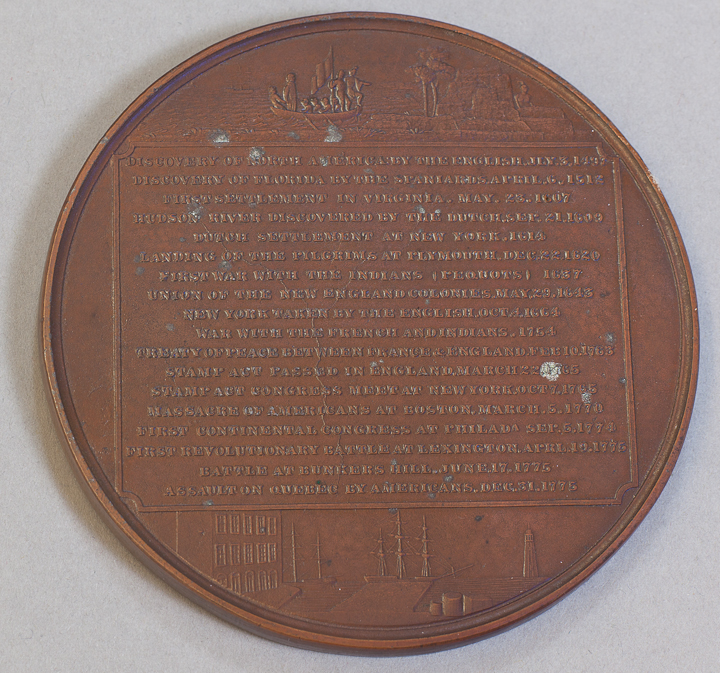 DISCOVERY OF NORTH AMERICA BY THE ENGLISH, JLY. 3, 1497
DISCOVERY OF FLORIDA BY THE SPANIARDS, APRIL, 6, 1512
FIRST SETTLEMENT IN VIRGINIA, MAY, 23, 1607
HUDSON RIVER DISCOVERED BY THE DUTCH, SEP. 21, 1609
DUTCH SETTLEMENT AT NEW YORK, 1614
LANDING OF THE PILGRIMS AT PLYMOUTH, DEC. 22, 1620
FIRST WAR WITH THE INDIANS (PEQUOTS) 1637
UNION OF THE NEW ENGLAND COLONIES, MAY, 29, 1643
NEW YORK TAKEN BY THE ENGLISH, OCT. 4, 1664
WAR WITH THE FRENCH AND INDIANS, 1754
TREATY OF PEACE BETWEEN FRANCE & ENGLAND, FEB. 10, 1763
STAMP ACT PASSED IN ENGLAND, MARCH 22, 1765
STAMP ACT CONGRESS MEET AT NEW YORK, OCT. 7, 1765
MASSACRE OF AMERICANS AT BOSTON, MARCH. 5. 1770
FIRST CONTINENTAL CONGRESS AT PHILADA SEP. 5, 1774
FIRST REVOLUTIONARY BATTLE AT LEXINGTON, APRL. 19, 1775
BATTLE AT BUNKERS HILL, JUNE, 17, 1775
ASSAULT ON QUEBEC BY AMERICANS, DEC, 31, 1775